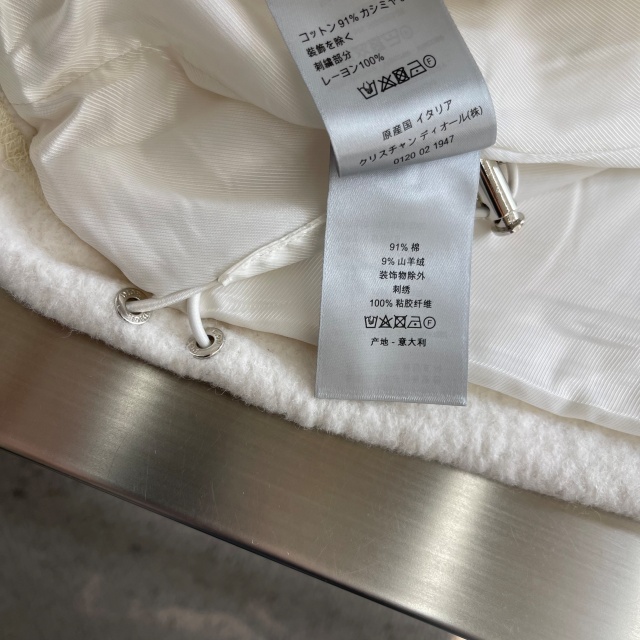 コットン 91% カシミヤ
装飾を除く
刺繍部分
レーヨン100%
原産国 イタリア
クリスチャン ディオール(株)
0120 02 1947
91% 棉
9% 山羊绒
装饰物除外
刺绣
100% 粘胶纤维
产地 - 意大利